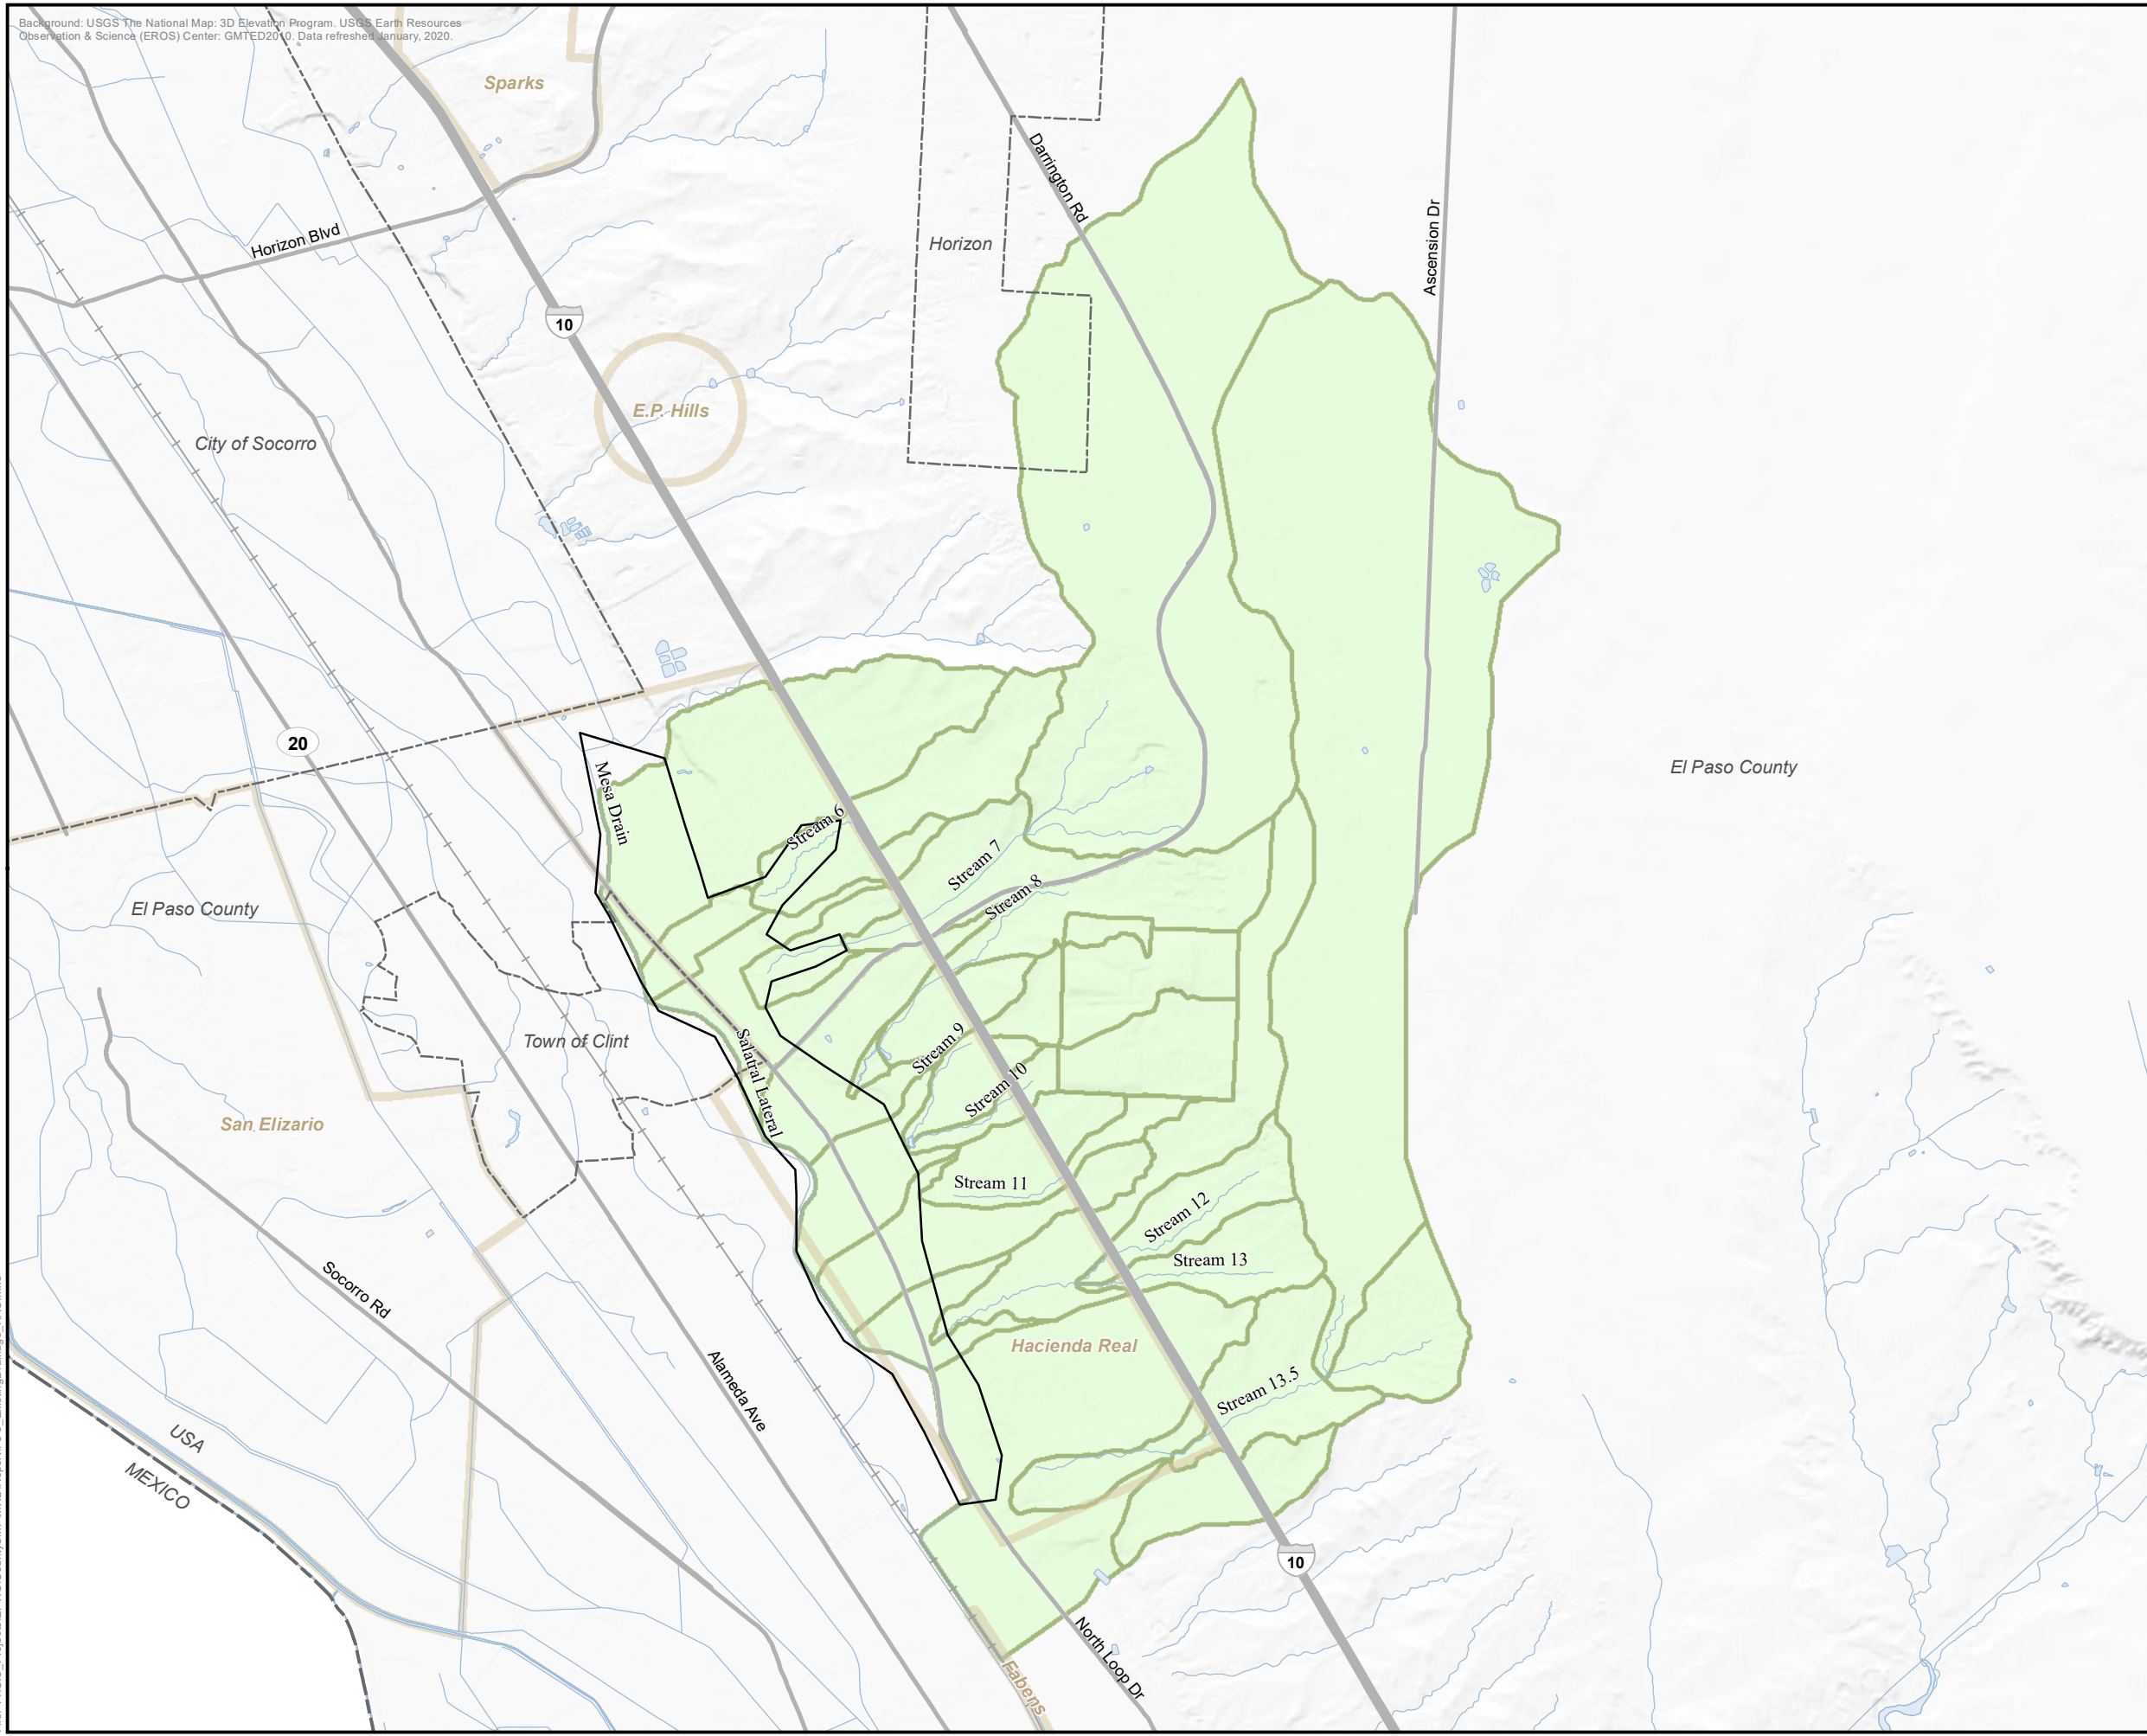 Background: USGS The National Map: 3D Elevation Program. USGS Earth Resources
Observation & Science (EROS) Center: GMTED2010. Data refreshed January, 2020.
Sparks
Darrington Rd
Ascension Dr
Horizon Blvd
Horizon
10
E.P. Hills
City of Socorro
20
El Paso County
Mesa Drain
Stream 6
Stream 7
Stream 8
El Paso County
Town of Clint
Salatral Lateral
Stream 9
Stream 10
San Elizario
Stream 11
Stream 12
Stream 13
Socorro Rd
Hacienda Real
Stream 13.5
Alameda Ave
USA
MEXICO
10
North Loop Dr
Fabens